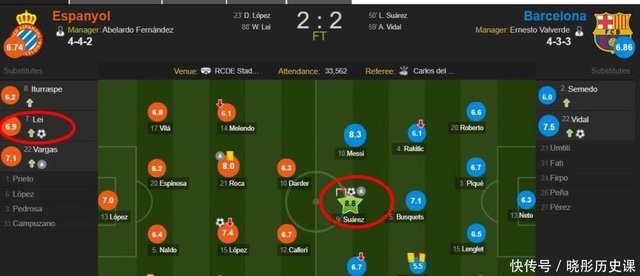 Espanyol
23' D. López
88' W. Lei
2 : 2
FT
50' L. Suárez
59' A. Vidal
Barcelona
Manager: Abelardo Fernández
4-4-2
6.74
Manager: Ernesto Valverde
4-3-3
6.86
Substitutes
Venue: RCDE Stad... Attendance: 33,562 Referee: Carlos del ...
Substitutes
6.2
8. Iturraspe
6.9
7. Lei
7.1
22. Vargas
1. Prieto
6. López
3. Pedrosa
31. Campuzano
7.0
13. López
6.8
17. Vilá
6.2
20. Espinosa
5.4
5. Naldo
6.1
14. Melendo
8.0
21. Roca
7.4
15. López
6.3
10. Darder
6.7
12. Calleri
8.3
10. Messi
8.8
9. Suárez
6.7
6.1
4. Rakitic
7.1
5. Busquets
5.5
6.6
20. Roberto
6.8
3. Piqué
6.8
15. Lenglet
6.3
13. Neto
6.0
2. Semedo
7.5
22. Vidal
23. Umtiti
31. Fati
24. Firpo
26. Peña
27. Pérez
快传号/晓彤历史课